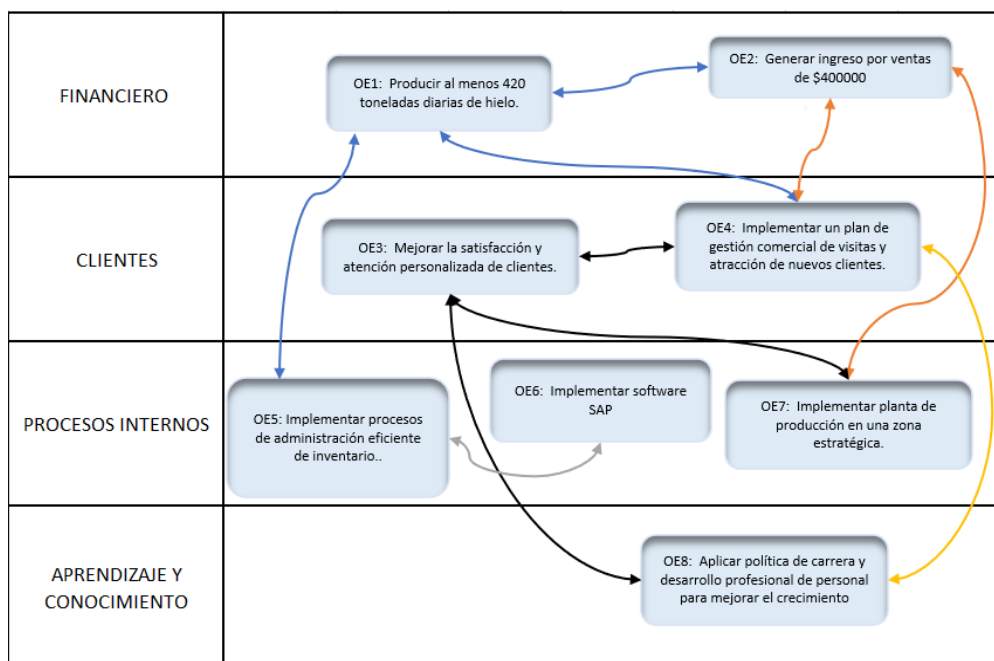 FINANCIERO
OE1: Producir al menos 420
toneladas diarias de hielo.
OE2: Generar ingreso por ventas
de $400000
CLIENTES
OE3: Mejorar la satisfacción y
atención personalizada de clientes.
OE4: Implementar un plan de
gestión comercial de visitas y
atracción de nuevos clientes.
PROCESOS INTERNOS
OE5: Implementar procesos
de administración eficiente
de inventario..
OE6: Implementar software
SAP
OE7: Implementar planta de
producción en una zona
estratégica.
APRENDIZAJE Y
CONOCIMIENTO
OE8: Aplicar política de carrera y
desarrollo profesional de personal
para mejorar el crecimiento